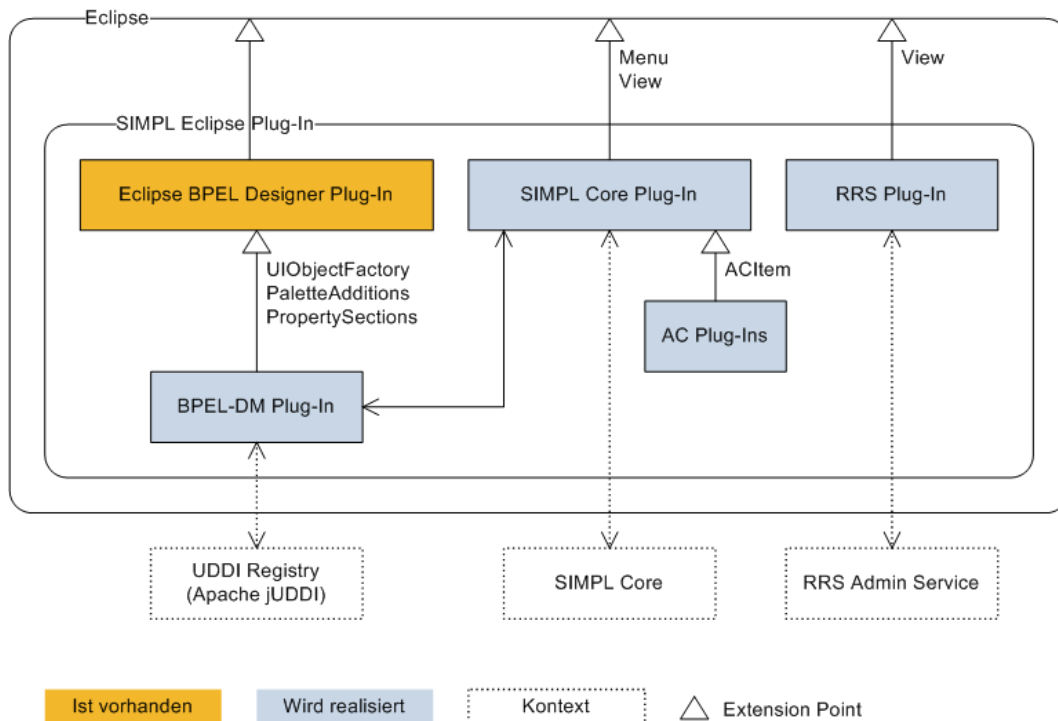 Eclipse
Menu
View
View
SIMPL Eclipse Plug-In
Eclipse BPEL Designer Plug-In
SIMPL Core Plug-In
RRS Plug-In
UIObjectFactory
PaletteAdditions
PropertySections
ACItem
AC Plug-Ins
BPEL-DM Plug-In
UDDI Registry
(Apache jUDDI)
SIMPL Core
RRS Admin Service
Ist vorhanden
Wird realisiert
Kontext
Extension Point